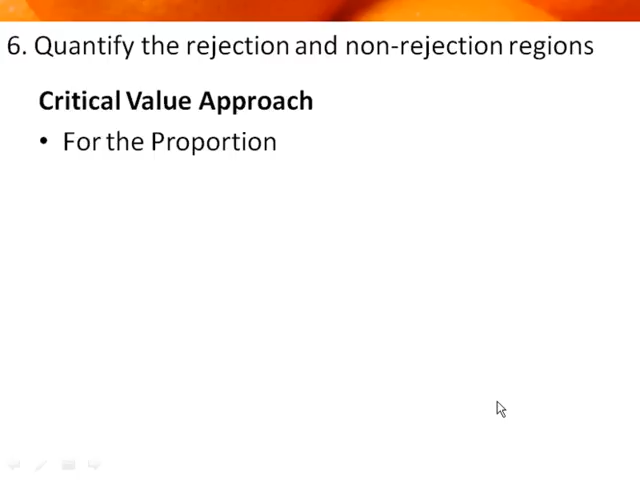 6. Quantify the rejection and non-rejection regions
Critical Value Approach
• For the Proportion